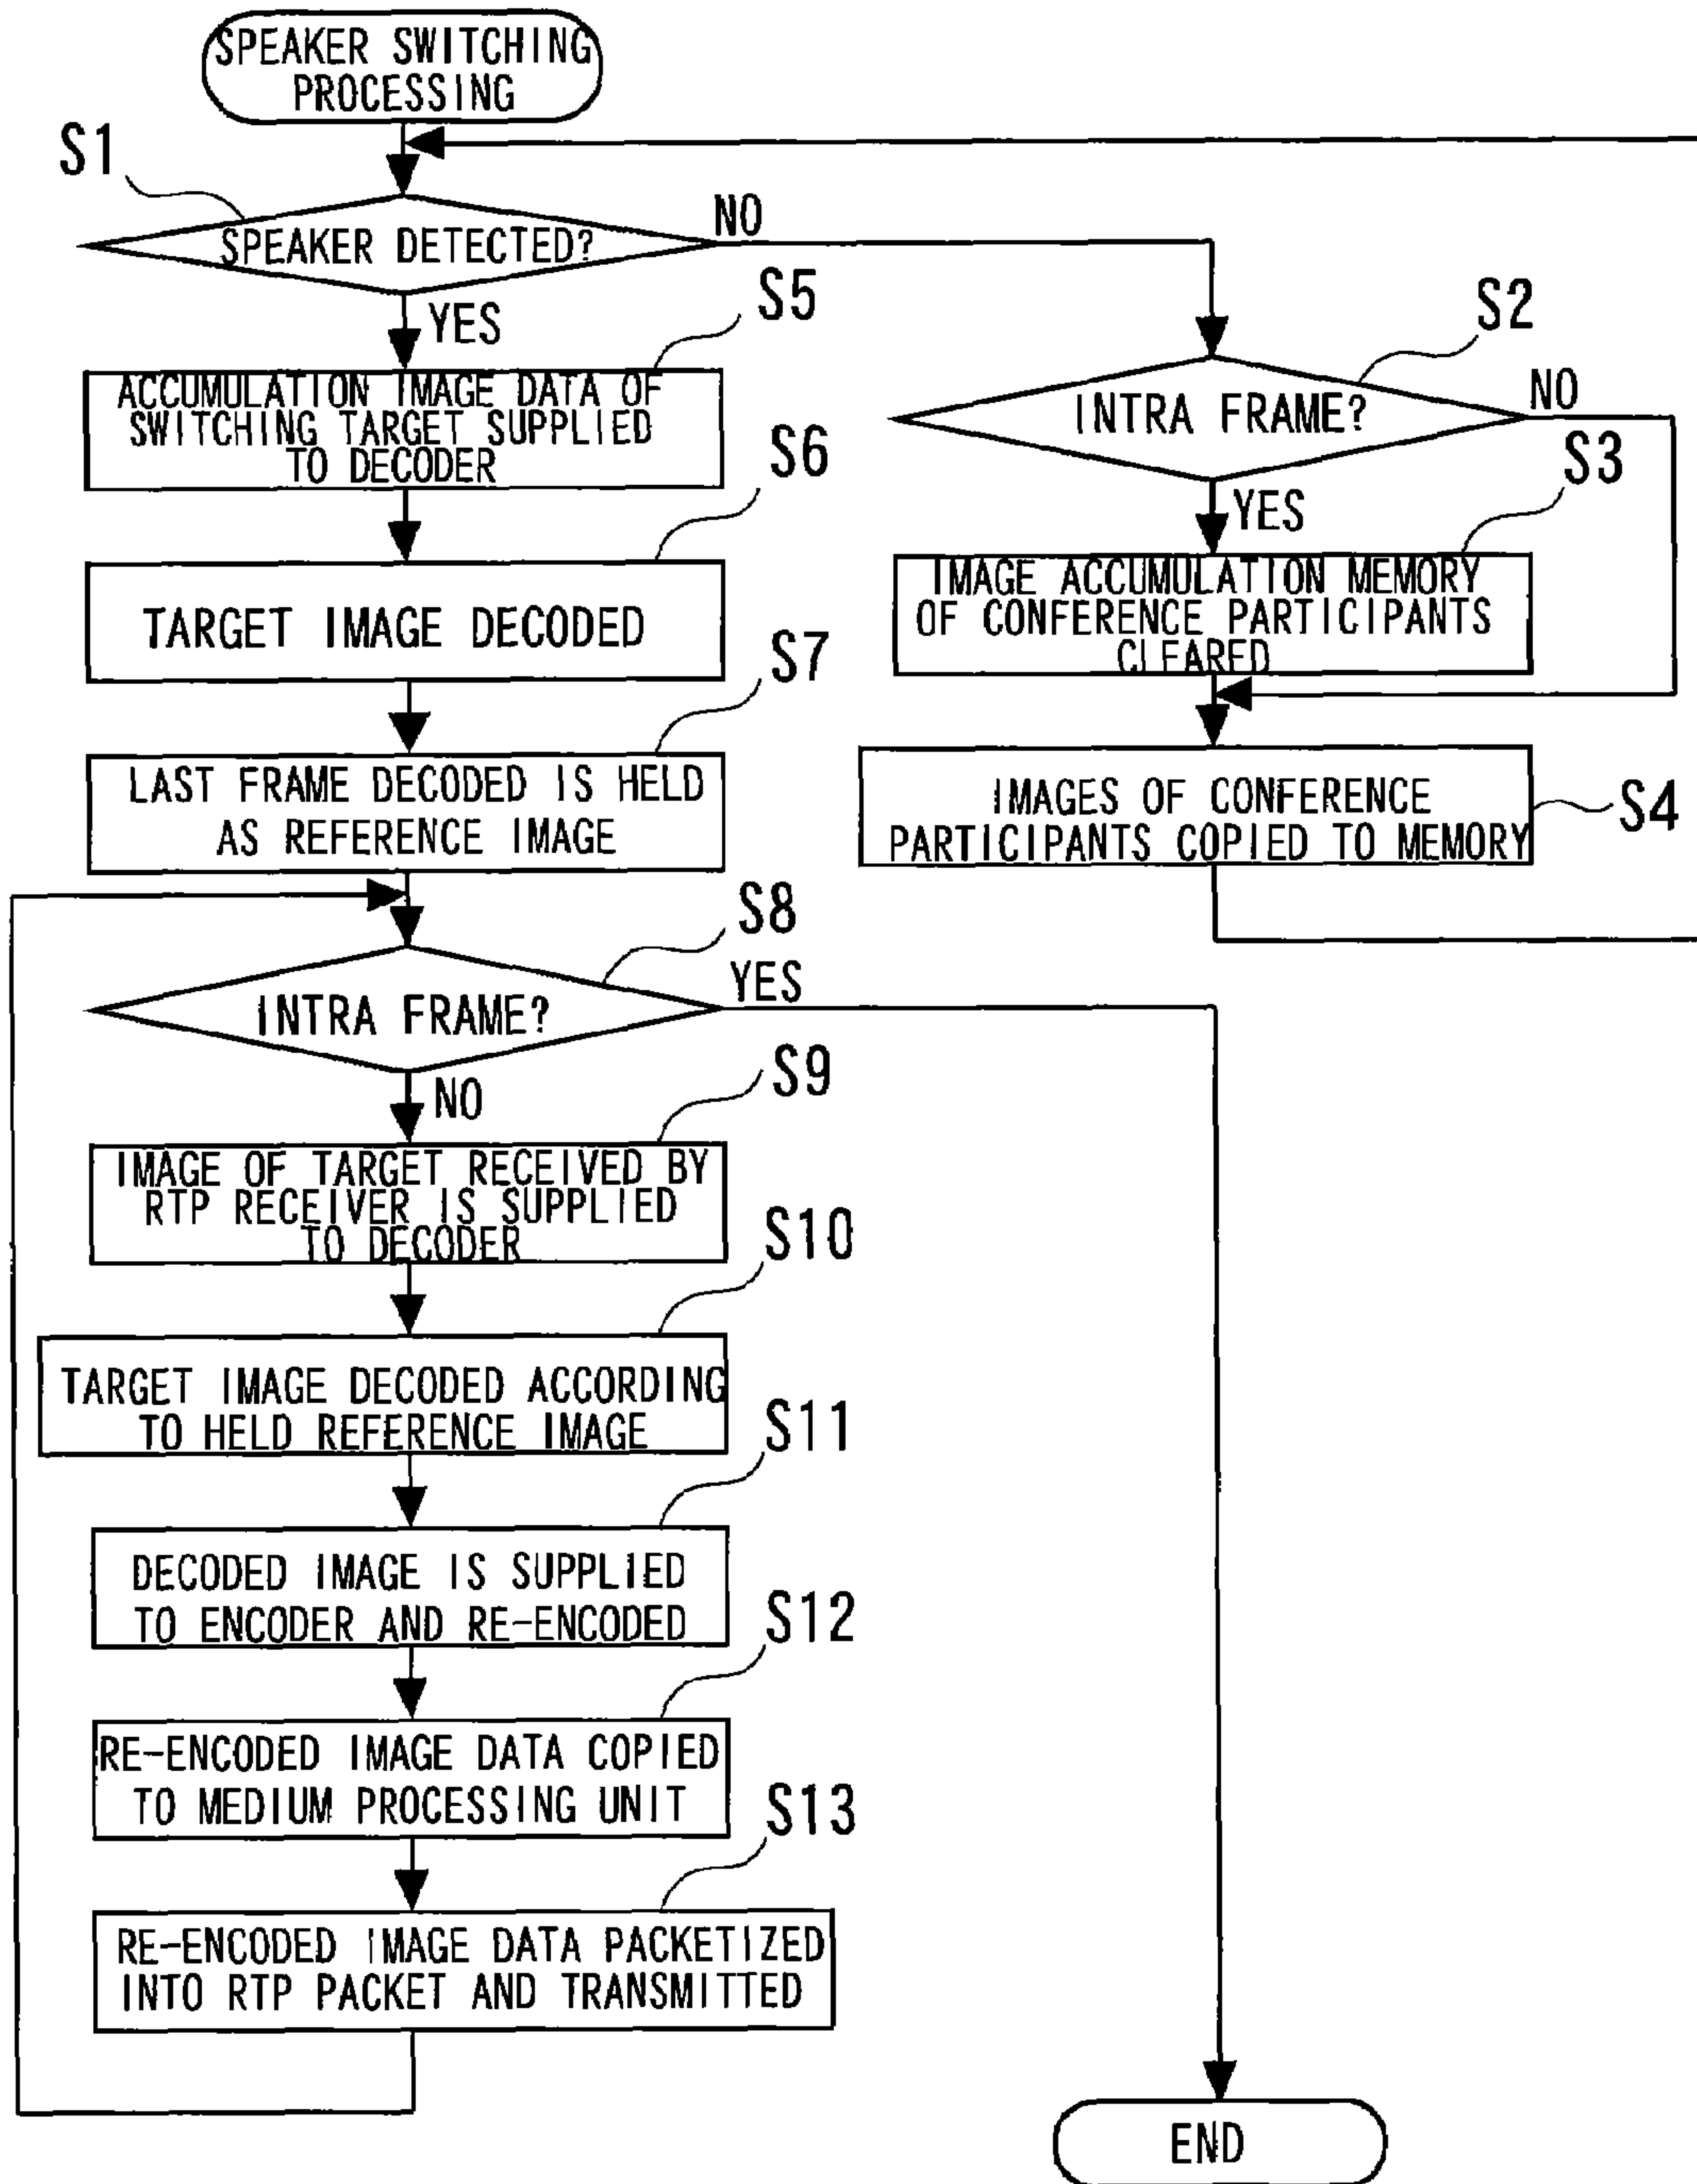 SPEAKER SWITCHING
PROCESSING
S1
SPEAKER DETECTED?
NO
YES
S5
ACCUMULATION IMAGE DATA OF
SWITCHING TARGET SUPPLIED
TO DECODER
S6
TARGET IMAGE DECODED
S7
LAST FRAME DECODED IS HELD
AS REFERENCE IMAGE
S2
INTRA FRAME?
NO
S3
YES
IMAGE ACCUMULATION MEMORY
OF CONFERENCE PARTICIPANTS
CLEARED
IMAGES OF CONFERENCE
PARTICIPANTS COPIED TO MEMORY
S4
S8
INTRA FRAME?
YES
NO
S9
IMAGE OF TARGET RECEIVED BY
RTP RECEIVER IS SUPPLIED
TO DECODER
S10
TARGET IMAGE DECODED ACCORDING
TO HELD REFERENCE IMAGE
S11
DECODED IMAGE IS SUPPLIED
TO ENCODER AND RE-ENCODED
S12
RE-ENCODED IMAGE DATA COPIED
TO MEDIUM PROCESSING UNIT
S13
RE-ENCODED IMAGE DATA PACKETIZED
INTO RTP PACKET AND TRANSMITTED
END